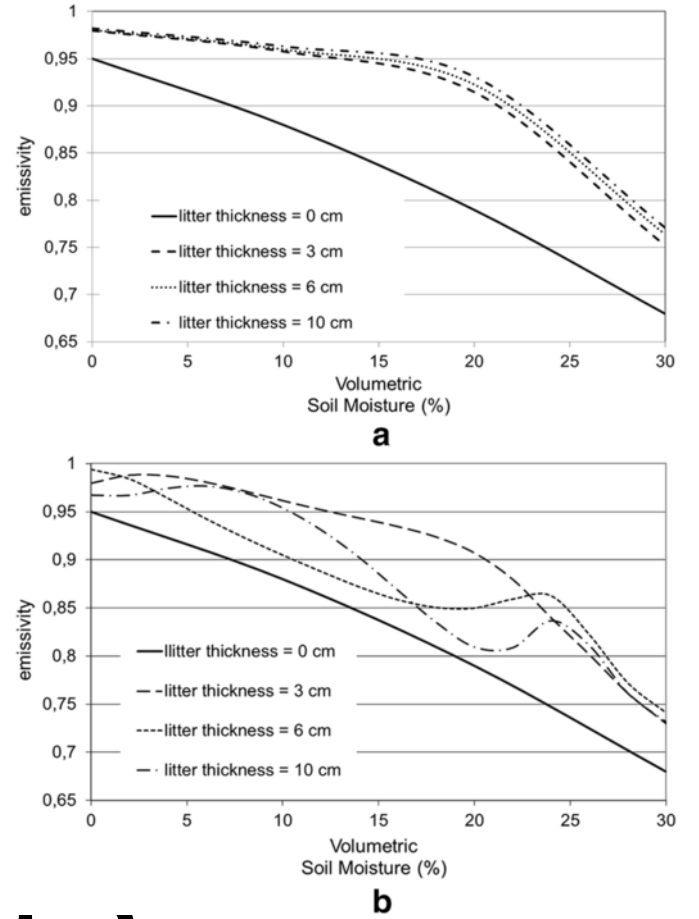 1
0,95
0,9
0,85
0,8
0,75
0,7
0,65
emissivity
litter thickness = 0 cm
litter thickness = 3 cm
litter thickness = 6 cm
litter thickness = 10 cm
0 5 10 15 20 25 30
Volumetric
Soil Moisture (%)
a
1
0,95
0,9
0,85
0,8
0,75
0,7
0,65
emissivity
llitter thickness = 0 cm
litter thickness = 3 cm
litter thickness = 6 cm
litter thickness = 10 cm
0 5 10 15 20 25 30
Volumetric
Soil Moisture (%)
b